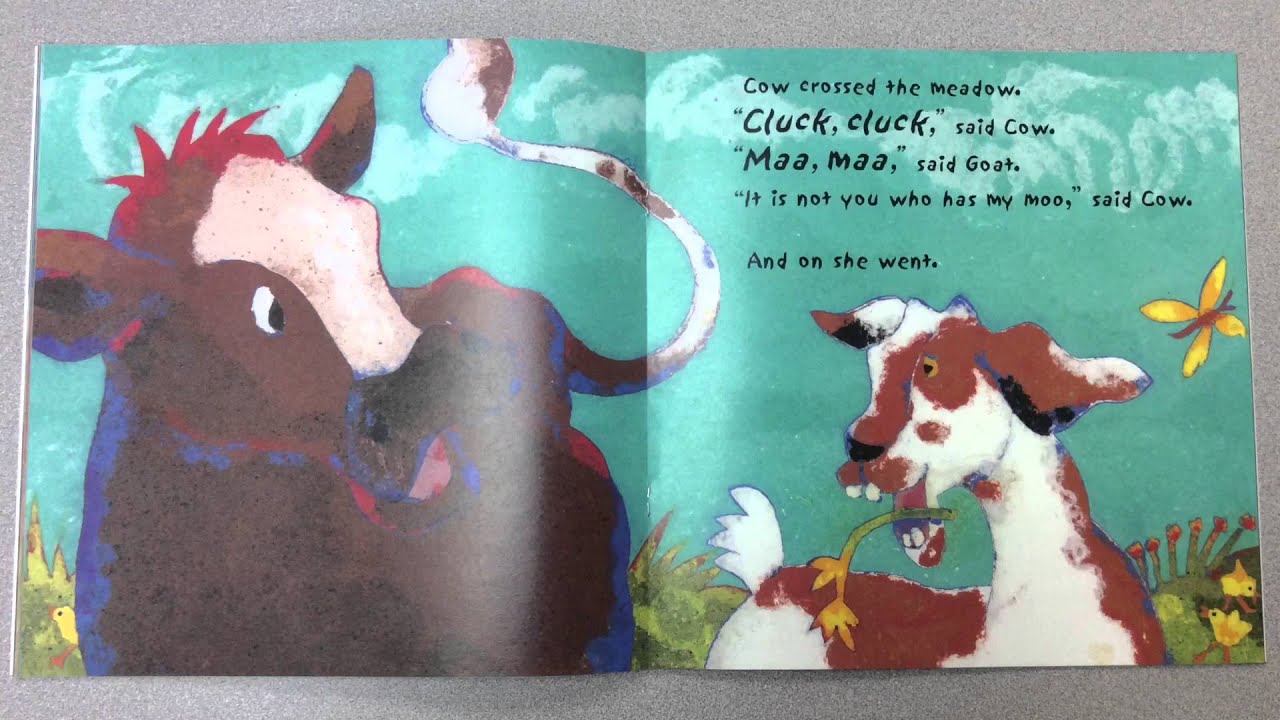 Cow crossed the meadow.
“Cluck, cluck,” said Cow.
“Maa, maa,” said Goat.
“It is not you who has my moo,” said Cow.
And on she went.